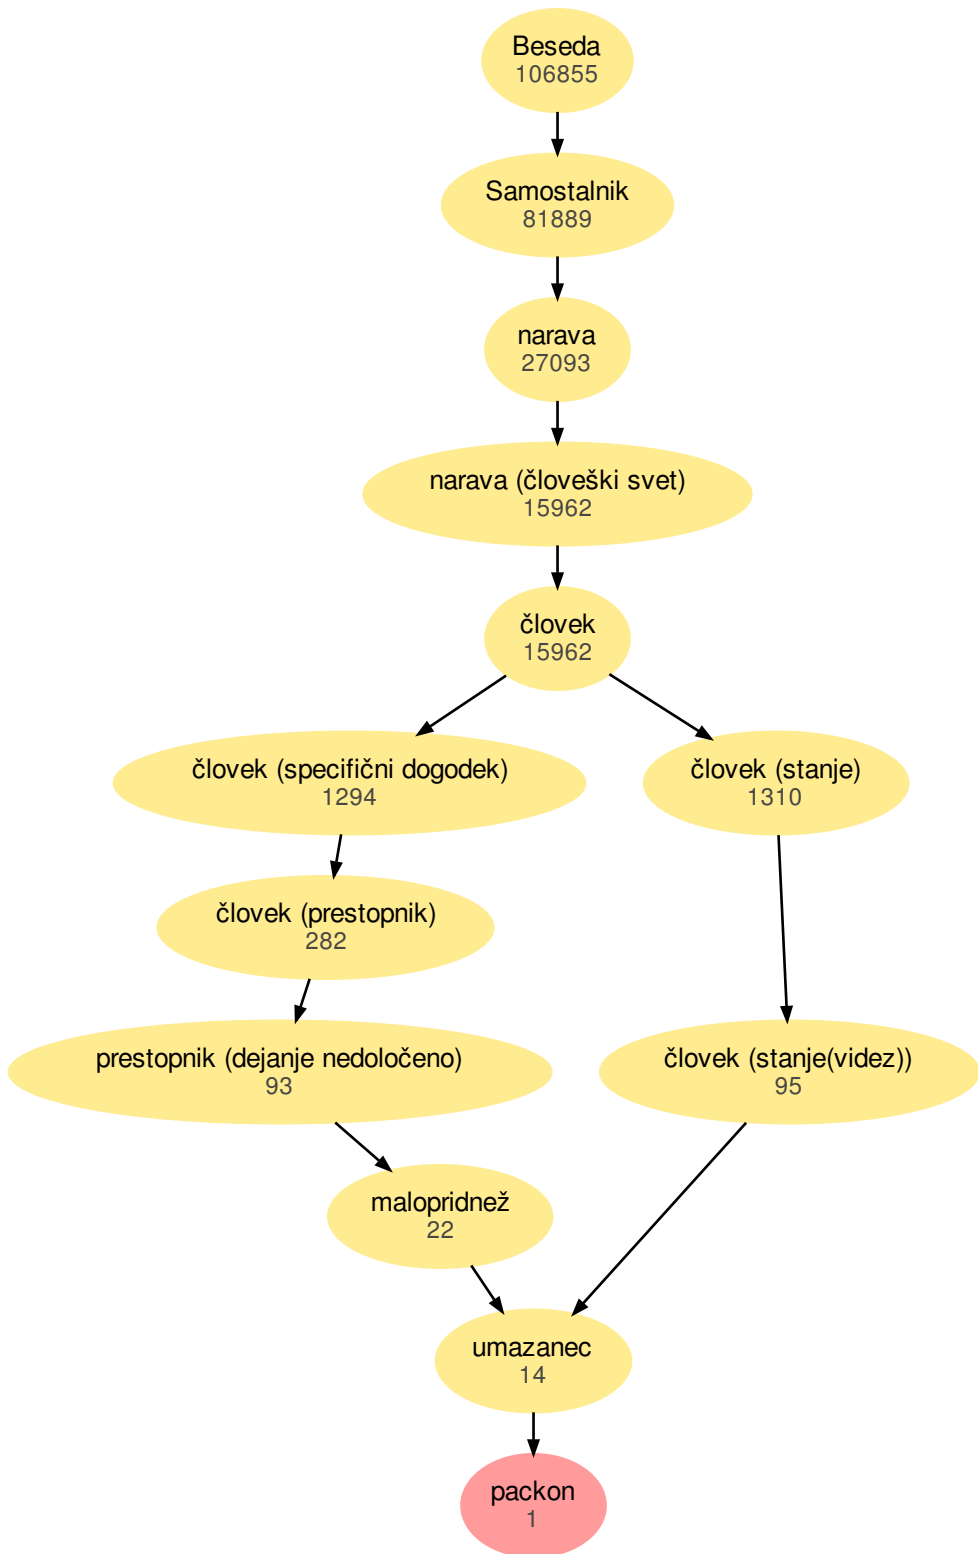 Beseda
106855
Samostalnik
81889
narava
27093
narava (človeški svet)
15962
človek
15962
človek (specifični dogodek)
1294
človek (stanje)
1310
človek (prestopnik)
282
prestopnik (dejanje nedoločeno)
93
človek (stanje(videz))
95
malopridnež
22
umazanec
14
packon
1